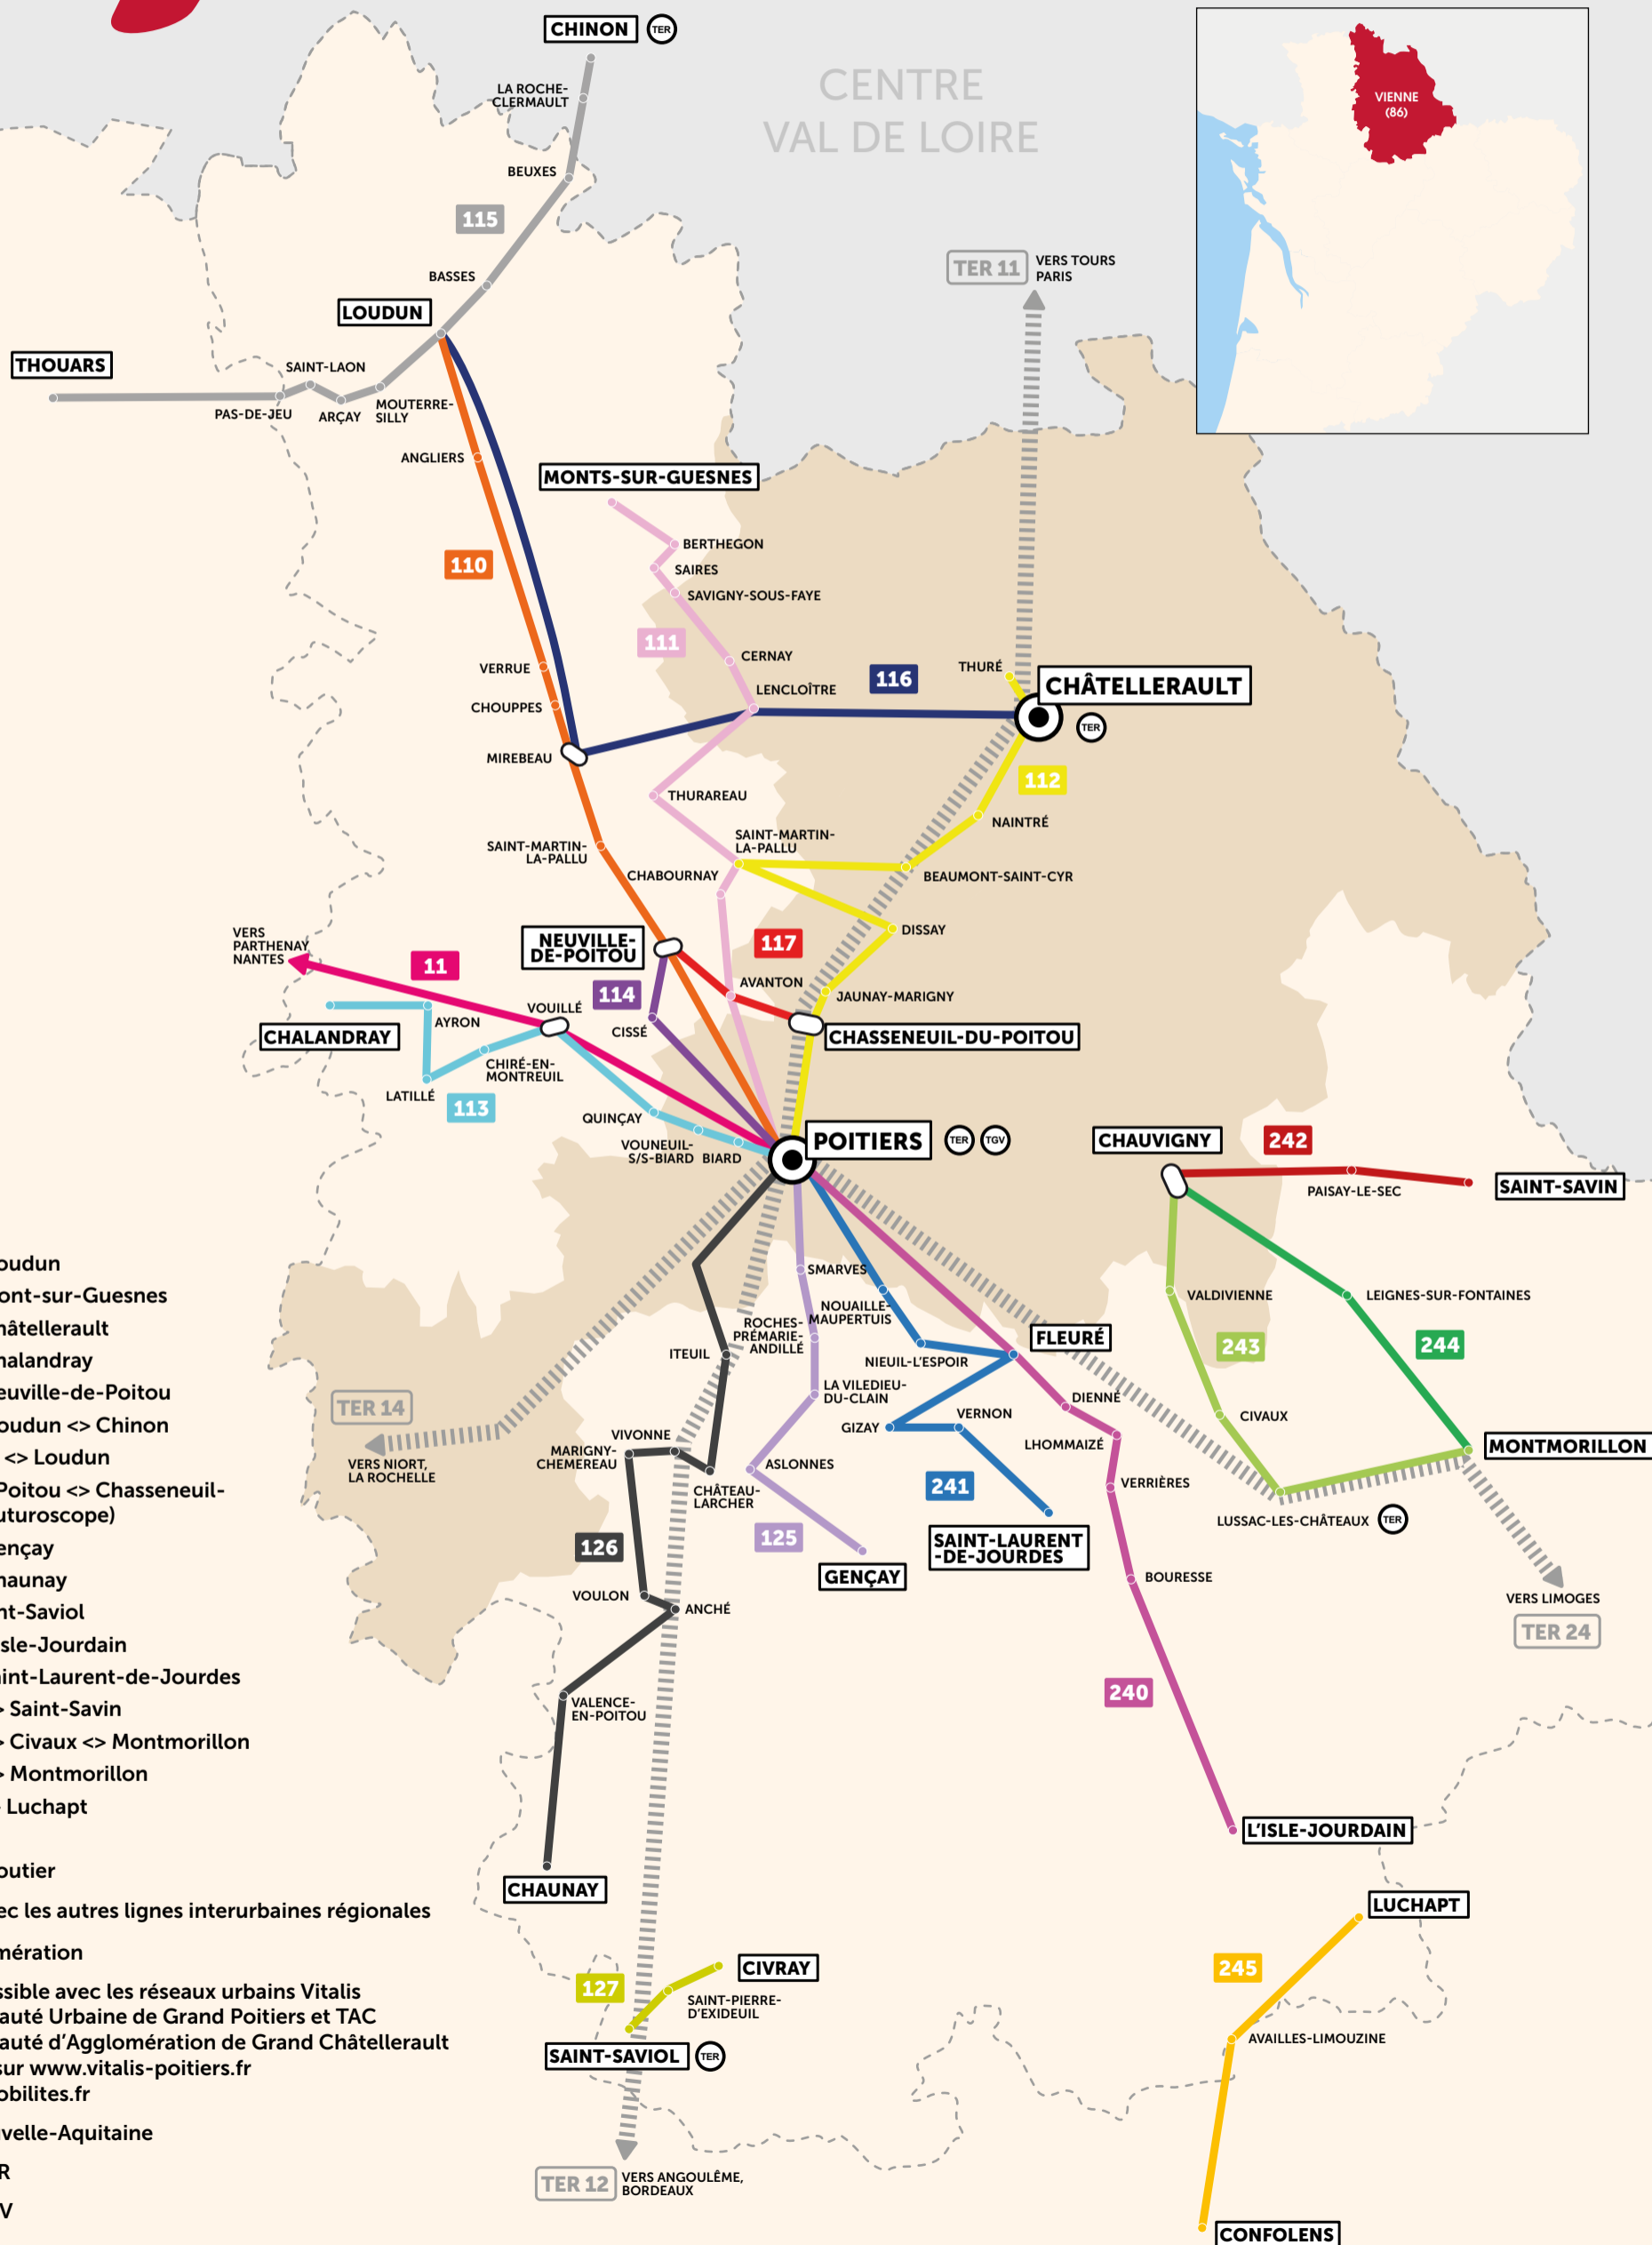 CHINON
TER
LA ROCHE-
CLERMAULT
BEUXES
115
BASSES
LOUDUN
THOUARS
SAINT-LAON
PAS-DE-JEU
ARÇAY
MOUTERRE-
SILLY
CENTRE
VAL DE LOIRE
VIENNE
(86)
TER 11
VERS TOURS
PARIS
ANGLIERS
110
VERRUE
CHOUPPES
MIREBEAU
SAINT-MARTIN-
LA-PALLU
MONTS-SUR-GUESNES
BERTHEGON
SAIRES
SAVIGNY-SOUS-FAYE
111
CERNAY
LENCLOÎTRE
116
THURÉ
CHÂTELLERAULT
TER
112
THURAREAU
NAINTRÉ
SAINT-MARTIN-
LA-PALLU
CHABOURNAY
BEAUMONT-SAINT-CYR
DISSAY
NEUVILLE-
DE-POITOU
117
AVANTON
JAUNAY-MARIGNY
CHASSENEUIL-DU-POITOU
VERS
PARTHENAY
NANTES
11
114
VOUILLÉ
CISSÉ
AYRON
CHALANDRAY
CHIRÉ-EN-
MONTREUIL
LATILLÉ
113
QUINÇAY
VOUNEUIL-
S/S-BIARD
BIARD
POITIERS
TER
TGV
CHAUVIGNY
242
PAISAY-LE-SEC
SAINT-SAVIN
SMARVES
NOUAILLÉ-
MAUPERTUIS
ROCHES-
PRÉMARIE-
ANDILLÉ
ITEUIL
NIEUIL-L'ESPOIR
FLEURÉ
VALDIVIENNE
LEIGNES-SUR-FONTAINES
243
244
TER 14
VERS NIORT,
LA ROCHELLE
LA VILEDIEU-
DU-CLAIN
GIZAY
VERNON
DIENNÉ
LHOMMAIZÉ
CIVAUX
VIVONNE
MARIGNY-
CHEMEREAU
ASLONNES
CHÂTEAU-
LARCHER
VERRIÈRES
241
MONTMORILLON
LUSSAC-LES-CHÂTEAUX
TER
126
125
SAINT-LAURENT
-DE-JOURDES
GENÇAY
BOURESSE
VOULON
ANCHÉ
VERS LIMOGES
TER 24
240
VALENCE-
EN-POITOU
L'ISLE-JOURDAIN
CHAUNAY
LUCHAPT
127
CIVRAY
SAINT-PIERRE-
D'EXIDEUIL
SAINT-SAVIOL
TER
245
AVAILLES-LIMOUZINE
TER 12
VERS ANGOULÊME,
BORDEAUX
CONFOLENS
oudun
ont-sur-Guesnes
hâtellerault
halandray
euville-de-Poitou
oudun <> Chinon
<> Loudun
Poitou <> Chasseneuil-
uturoscope)
ençay
haunay
nt-Saviol
Isle-Jourdain
aint-Laurent-de-Jourdes
> Saint-Savin
> Civaux <> Montmorillon
> Montmorillon
Luchapt
outier
ec les autres lignes interurbaines régionales
mération
ssible avec les réseaux urbains Vitalis
auté Urbaine de Grand Poitiers et TAC
auté d'Agglomération de Grand Châtellerault
sur www.vitalis-poitiers.fr
obilites.fr
uvelle-Aquitaine
R
V